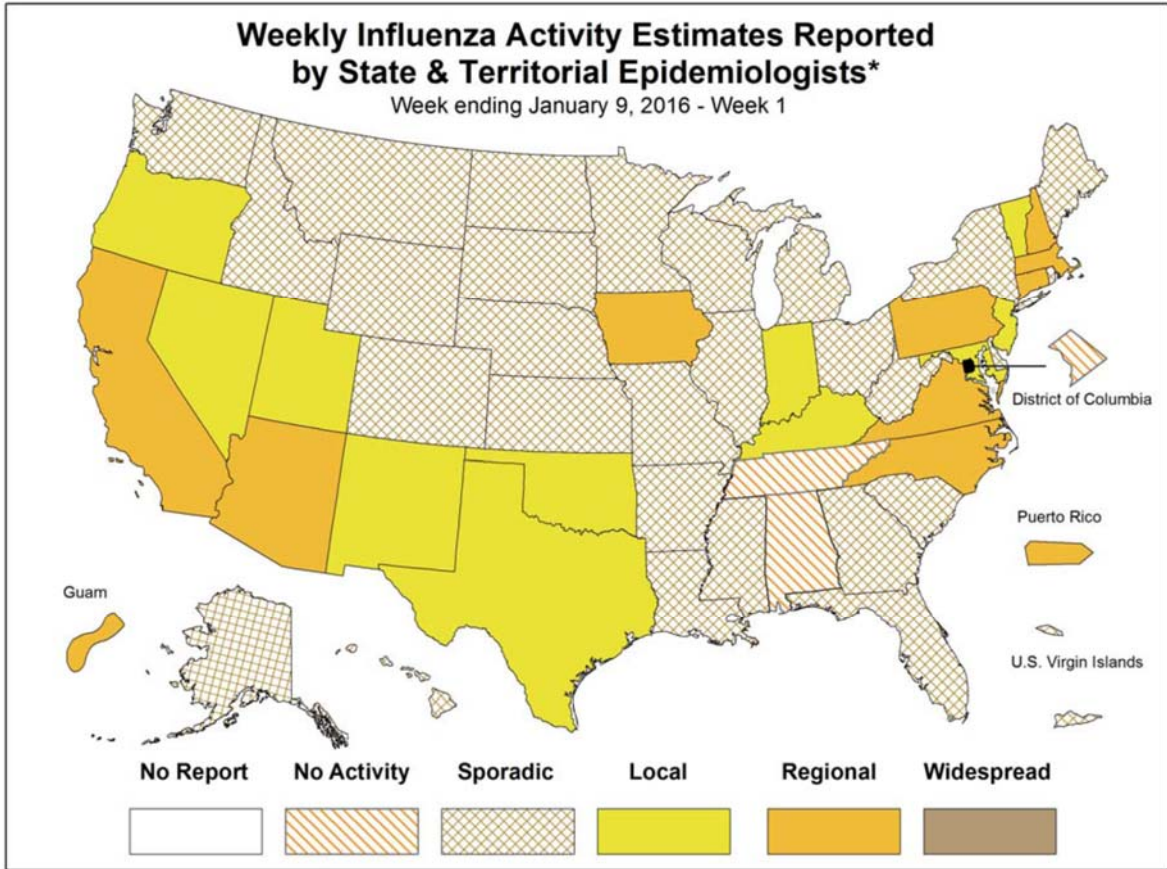 Weekly Influenza Activity Estimates Reported
by State & Territorial Epidemiologists*
Week ending January 9, 2016 - Week 1
District of Columbia
Puerto Rico
Guam
U.S. Virgin Islands
No Report No Activity Sporadic Local Regional Widespread